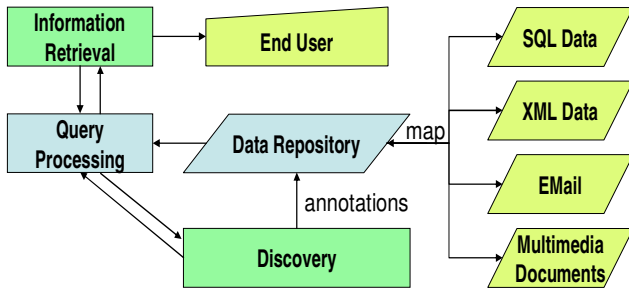 Information
Retrieval
End User
SQL Data
XML Data
Query
Processing
Data Repository
map
EMail
annotations
Discovery
Multimedia
Documents